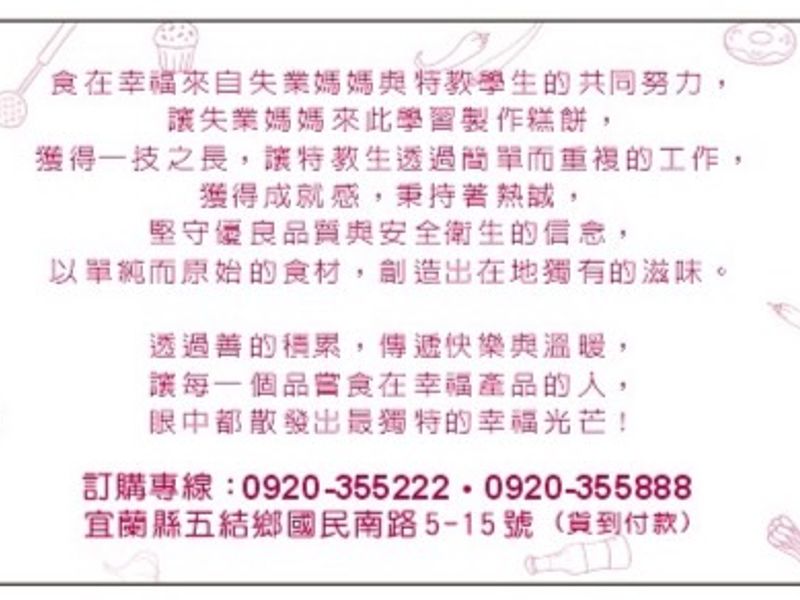 食在幸福來自失業媽媽與特教學生的共同努力，
讓失業媽媽來此學習製作糕餅，
獲得一技之長，讓特教生透過簡單而重複的工作，
獲得成就感，秉持著熱誠，
堅守優良品質與安全衛生的信念，
以單純而原始的食材，創造出在地獨有的滋味。
透過善的積累，傳遞快樂與溫暖，
讓每一個品嘗食在幸福產品的人，
眼中都散發出最獨特的幸福光芒！
訂購專線：0920-355222・0920-355888
宜蘭縣五結鄉國民南路5-15號（貨到付款）